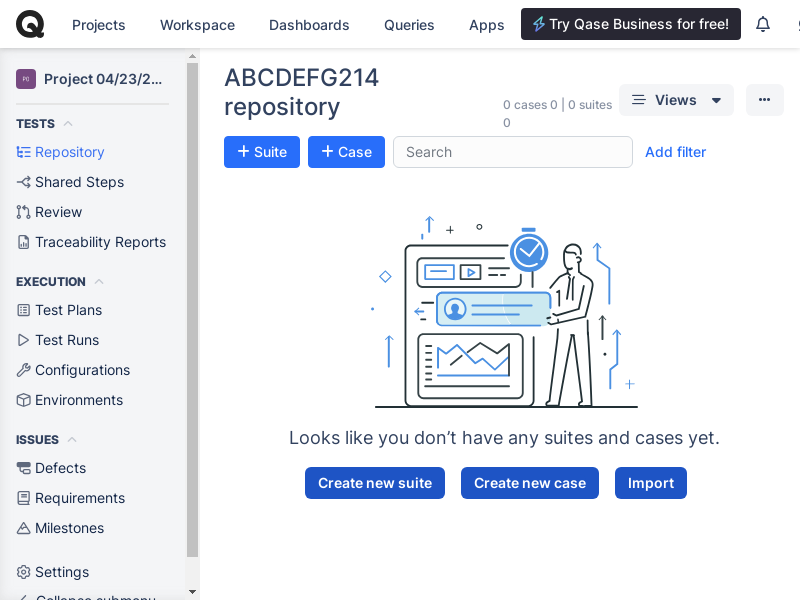 Projects
Workspace
Dashboards
Queries
Apps
Try Qase Business for free!
PO
Project 04/23/2...
TESTS
Repository
Shared Steps
Review
Traceability Reports
EXECUTION
Test Plans
Test Runs
Configurations
Environments
ISSUES
Defects
Requirements
Milestones
Settings
Collapse submenu
ABCDEFG214
repository
0 cases 0 | 0 suites
0
Views
+ Suite
+ Case
Search
Add filter
Looks like you don’t have any suites and cases yet.
Create new suite
Create new case
Import